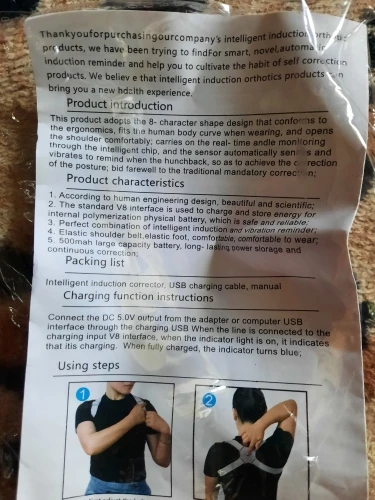 Thankyouforpurchasingourcompany's intelligent induction orthotic
products, we have been trying to findFor smart, novel,automatic
induction reminder and help you to cultivate the habit of self correction
products. We believ e that intelligent induction orthotics products can
bring you a new health experience.
Product introduction
This product adopts the 8- character shape design that conforms to
the ergonomics, fits the human body curve when wearing, and opens
the shoulder comfortably; carries on the real- time andle monitoring
through the intelligent chip, and the sensor automatically senses and
vibrates to remind when the hunchback, so as to achieve the correction
of the posture; bid farewell to the traditional mandatory correction;
Product characteristics
1. According to human engineering design, beautiful and scientific;
2. The standard V8 interface is used to charge and store energy for
internal polymerization physical battery, which is safe and reliable;
3. Perfect combination of intelligent induction and vibration reminder;
4. Elastic shoulder belt,elastic foot, comfortable, comfortable to wear;
5. 500mah large capacity battery, long- lasting power storage and
continuous correction;
Packing list
Intelligent induction corrector, USB charging cable, manual
Charging function instructions
Connect the DC 5.0V output from the adapter or computer USB
interface through the charging USB When the line is connected to the
charging input V8 interface, when the indicator light is on, it indicates
that itis charging. When fully charged, the indicator turns blue;
Using steps
1
2